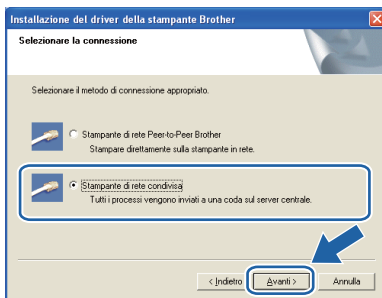 Installazione del driver della stampante Brother
Selezionare la connessione
Selezionare il metodo di connessione appropriato.
Stampante di rete Peer-to-Peer Brother
Stampare direttamente sulla stampante in rete.
Stampante di rete condivisa
Tutti i processi vengono inviati a una coda sul server centrale.
< Indietro Avanti > Annulla